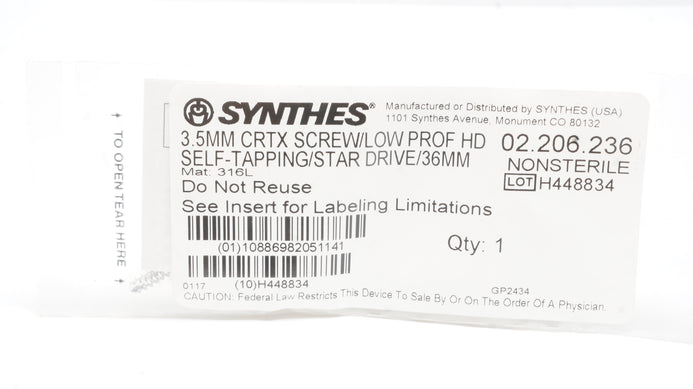 SYNTHES®
Manufactured or Distributed by SYNTHES (USA)
1101 Synthes Avenue, Monument CO 80132
3.5MM CRTX SCREW/LOW PROF HD
SELF-TAPPING/STAR DRIVE/36MM
02.206.236
NONSTERILE
LOT H448834
Mat: 316L
Do Not Reuse
See Insert for Labeling Limitations
(01)10886982051141
Qty: 1
(10)H448834
0117
GP2434
CAUTION: Federal Law Restricts This Device To Sale By Or On The Order Of A Physician.
↑ TO OPEN TEAR HERE ↑